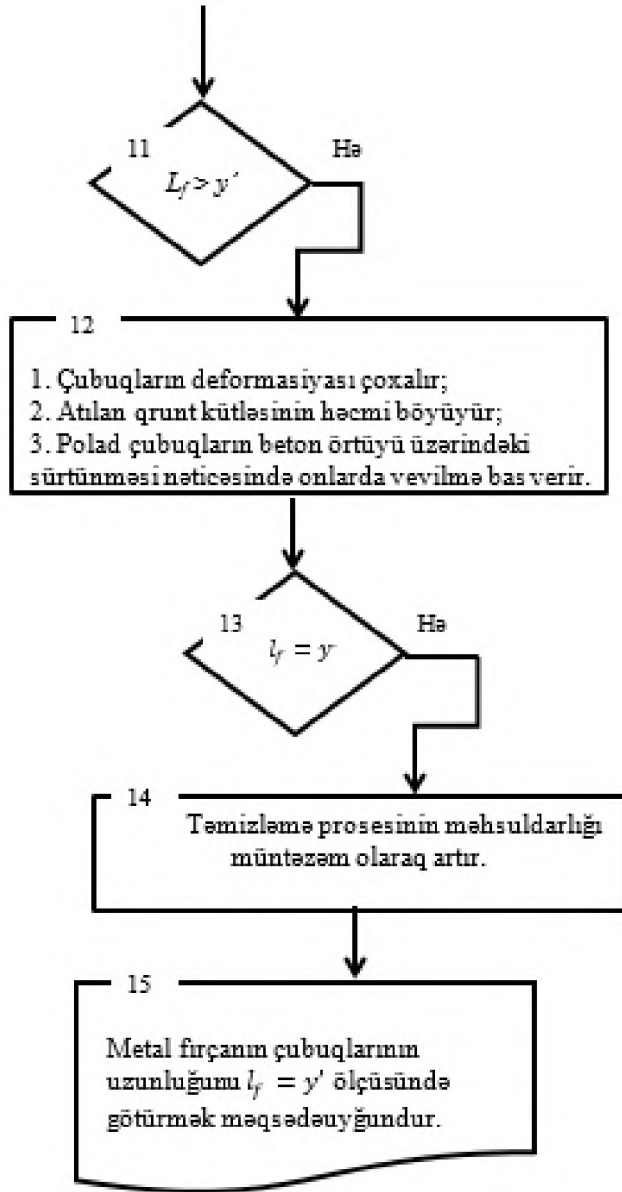 11
Hə
L_f > y'
12
1. Çubuqların deformasiyası çoxalır;
2. Atılan qrunt kütləsinin həcmi böyüyür;
3. Polad çubuqların beton örtüyü üzərindəki
sürtünməsi nəticəsində onlarda yeyilmə baş verir.
13
Hə
l_f = y'
14
Təmizləmə prosesinin məhsuldarlığı
müntəzəm olaraq artır.
15
Metal fırçanın çubuqlarının
uzunluğunu l_f = y' ölçüsündə
götürmək məqsədəuyğundur.